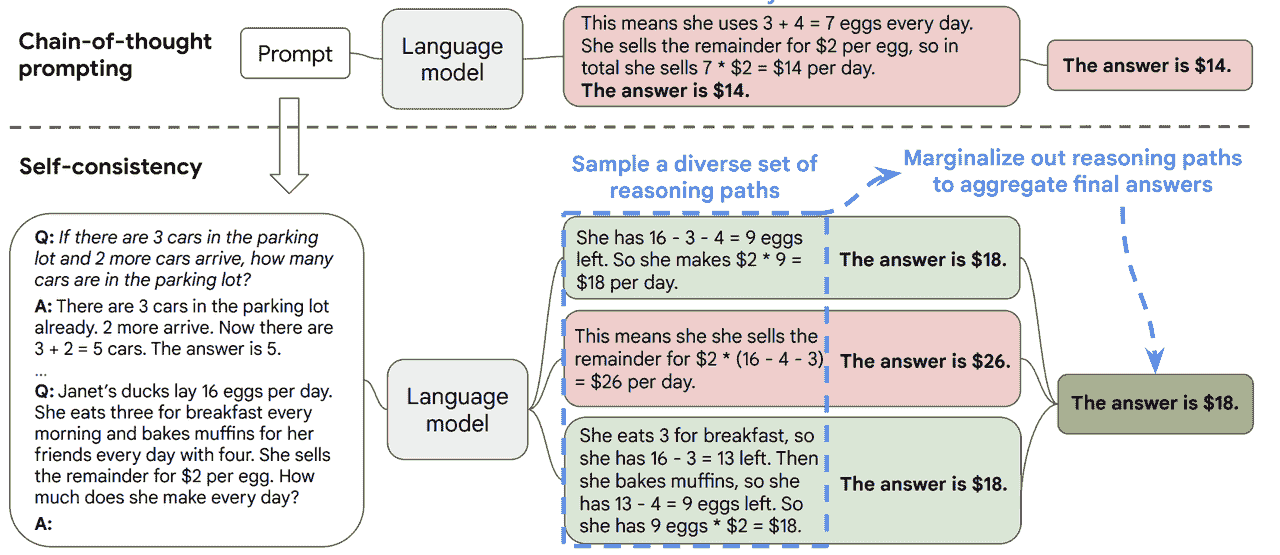 Chain-of-thought
prompting
Prompt
Language
model
This means she uses 3 + 4 = 7 eggs every day.
She sells the remainder for $2 per egg, so in
total she sells 7 * $2 = $14 per day.
The answer is $14.
The answer is $14.
Self-consistency
Sample a diverse set of
reasoning paths
Marginalize out reasoning paths
to aggregate final answers
Q: If there are 3 cars in the parking
lot and 2 more cars arrive, how many
cars are in the parking lot?
A: There are 3 cars in the parking lot
already. 2 more arrive. Now there are
3 + 2 = 5 cars. The answer is 5.
...
Q: Janet’s ducks lay 16 eggs per day.
She eats three for breakfast every
morning and bakes muffins for her
friends every day with four. She sells
the remainder for $2 per egg. How
much does she make every day?
A:
Language
model
She has 16 - 3 - 4 = 9 eggs
left. So she makes $2 * 9 =
$18 per day.
The answer is $18.
This means she she sells the
remainder for $2 * (16 - 4 - 3)
= $26 per day.
The answer is $26.
She eats 3 for breakfast, so
she has 16 - 3 = 13 left. Then
she bakes muffins, so she
has 13 - 4 = 9 eggs left. So
she has 9 eggs * $2 = $18.
The answer is $18.
The answer is $18.